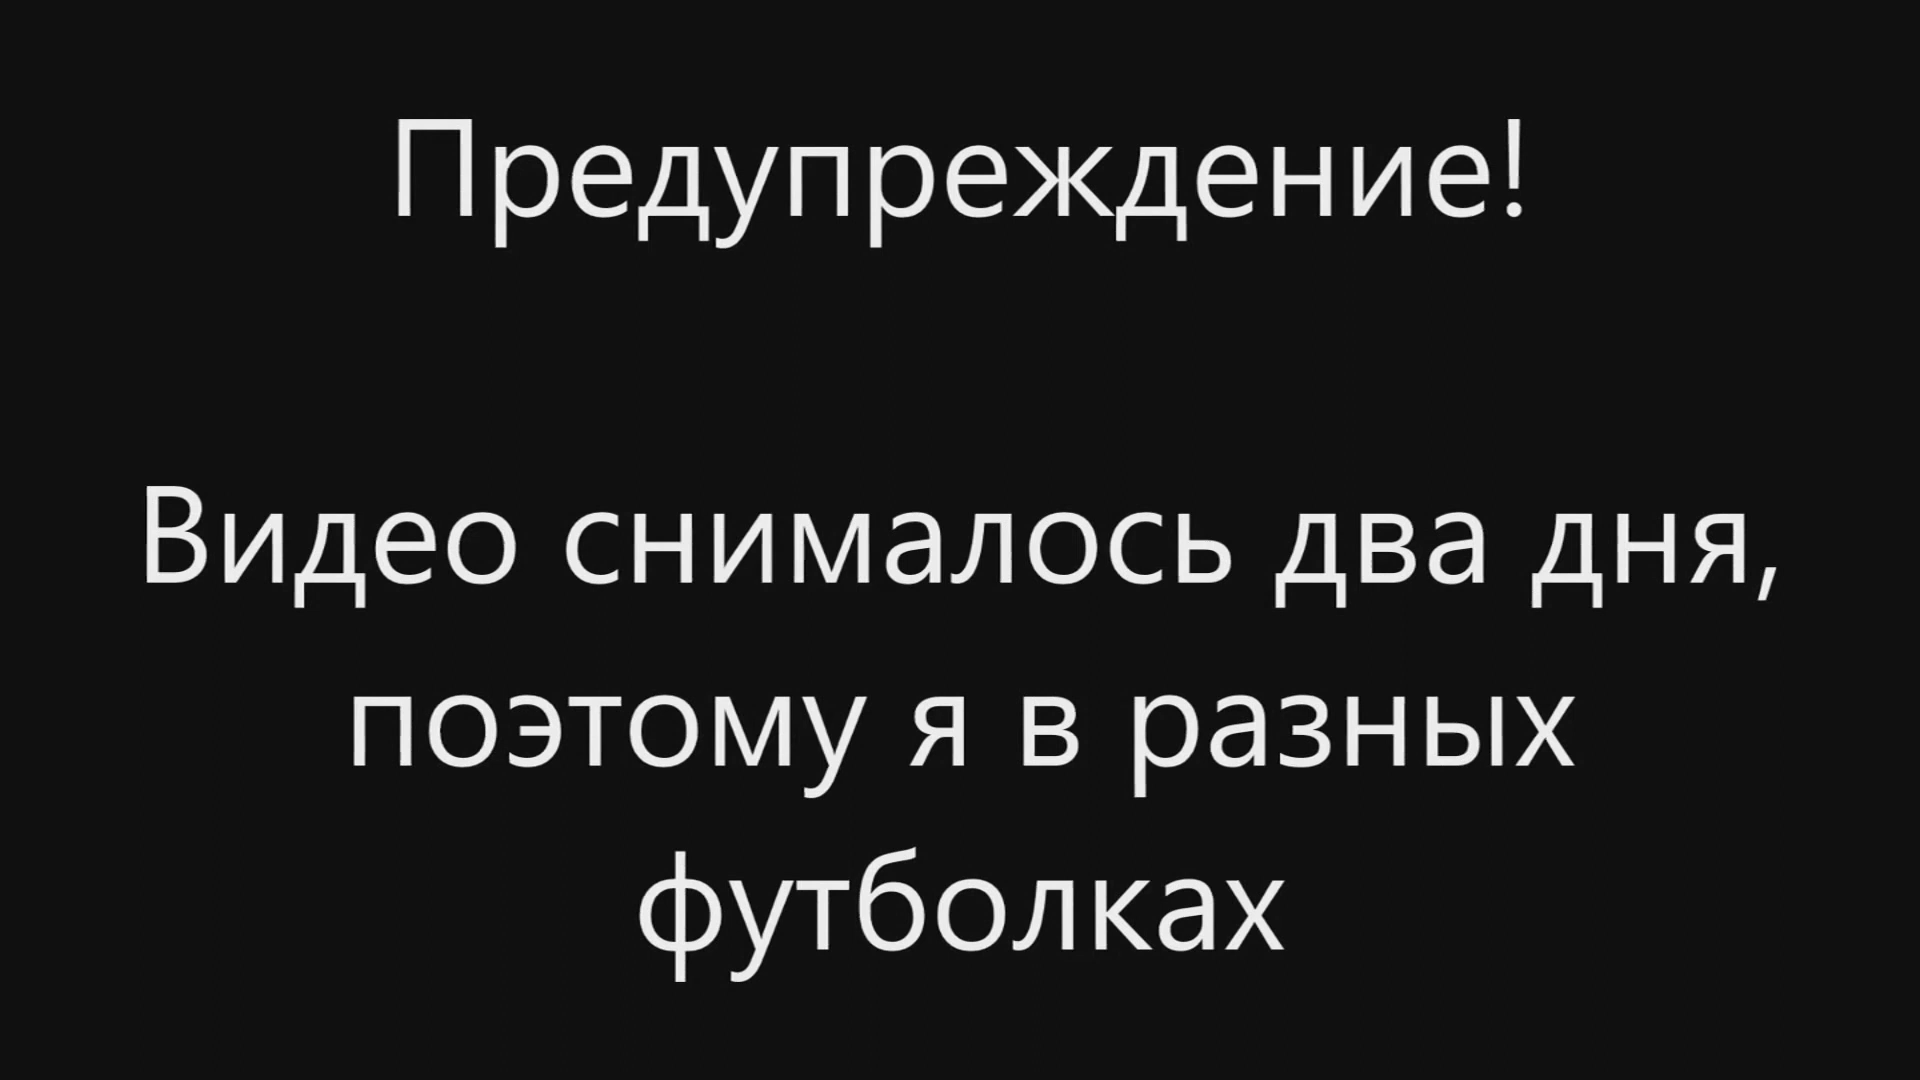 Предупреждение!
Видео снималось два дня,
поэтому я в разных
футболках